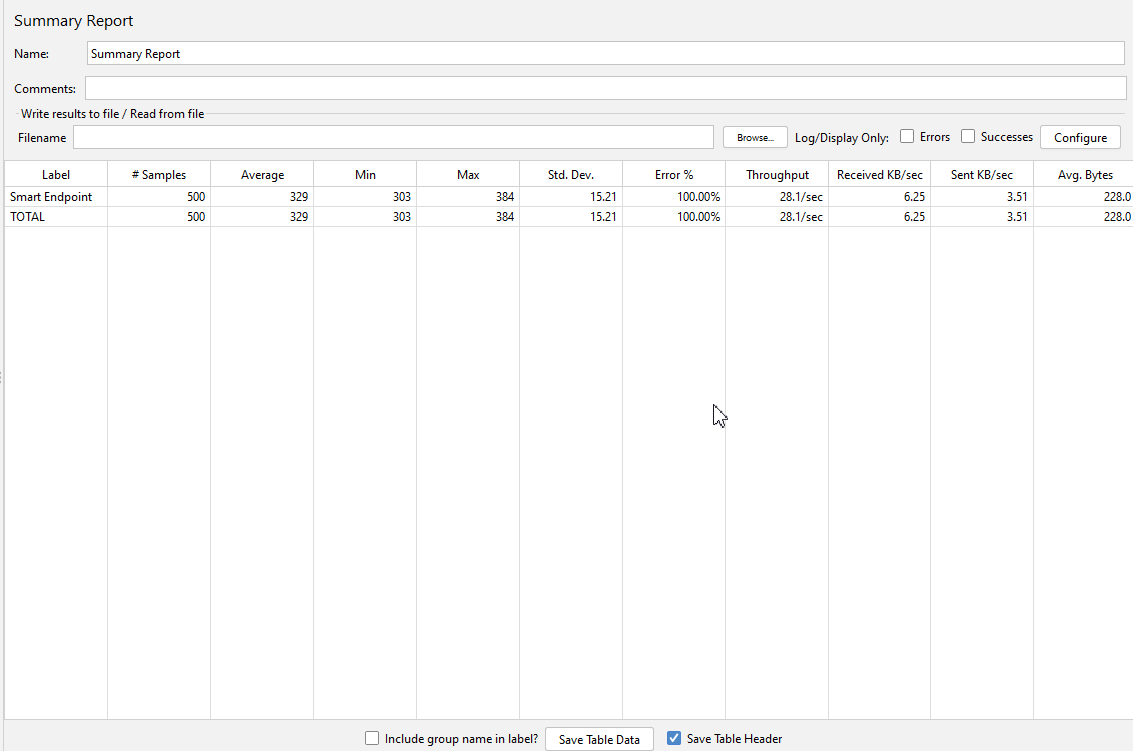 Summary Report
Name: Summary Report
Comments:
Write results to file / Read from file
Filename Browse... Log/Display Only: Errors Successes Configure
Label # Samples Average Min Max Std. Dev. Error % Throughput Received KB/sec Sent KB/sec Avg. Bytes
Smart Endpoint 500 329 303 384 15.21 100.00% 28.1/sec 6.25 3.51 228.0
TOTAL 500 329 303 384 15.21 100.00% 28.1/sec 6.25 3.51 228.0
Include group name in label? Save Table Data Save Table Header